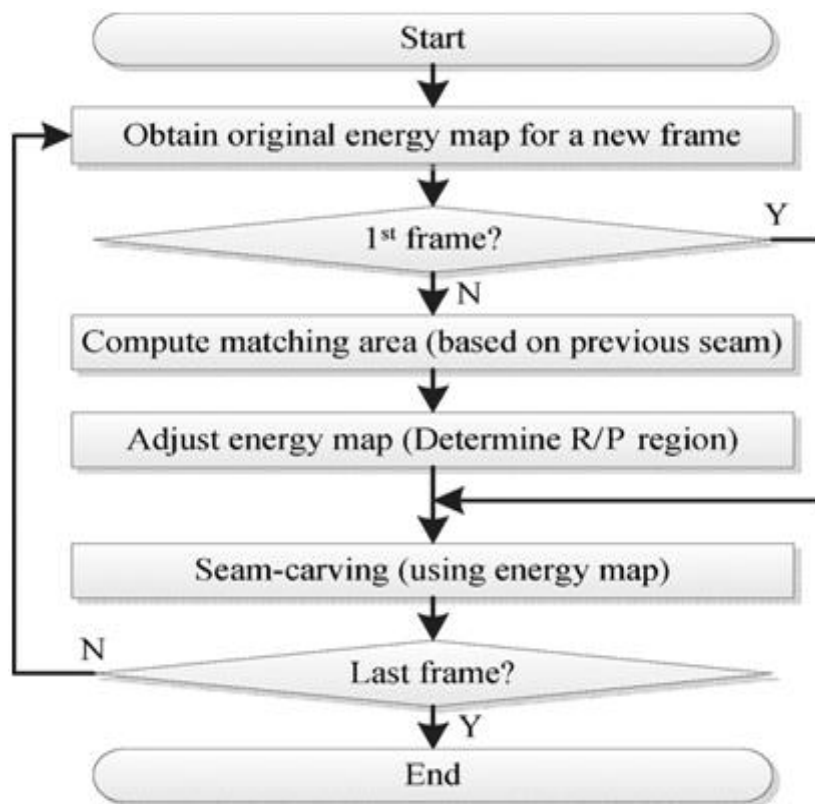 Start
Obtain original energy map for a new frame
1st frame?
Y
N
Compute matching area (based on previous seam)
Adjust energy map (Determine R/P region)
Seam-carving (using energy map)
N
Last frame?
Y
End